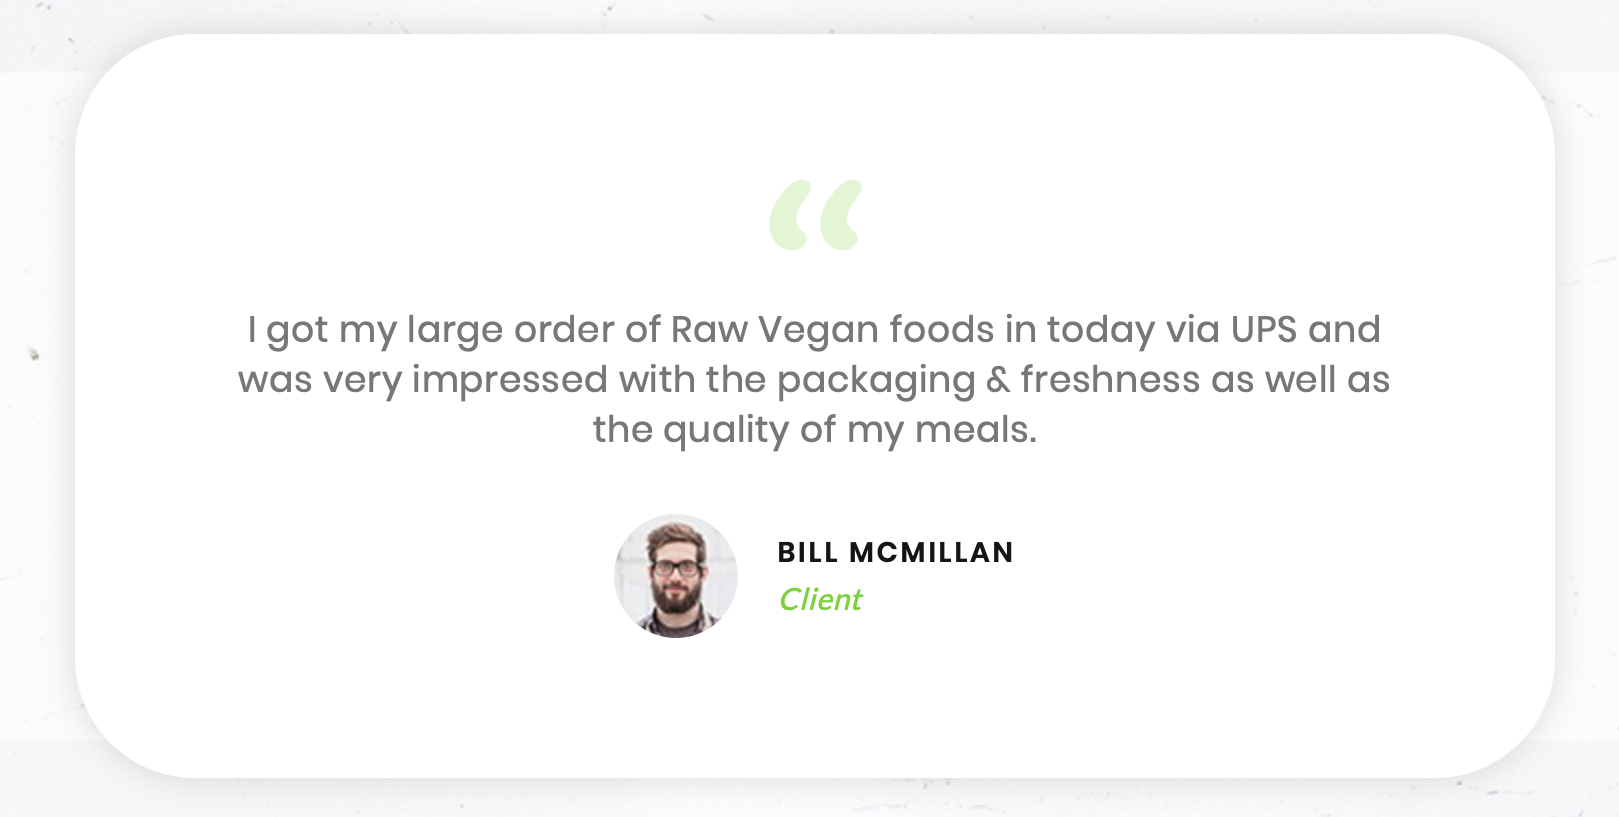 “
I got my large order of Raw Vegan foods in today via UPS and
was very impressed with the packaging & freshness as well as
the quality of my meals.
BILL MCMILLAN
Client